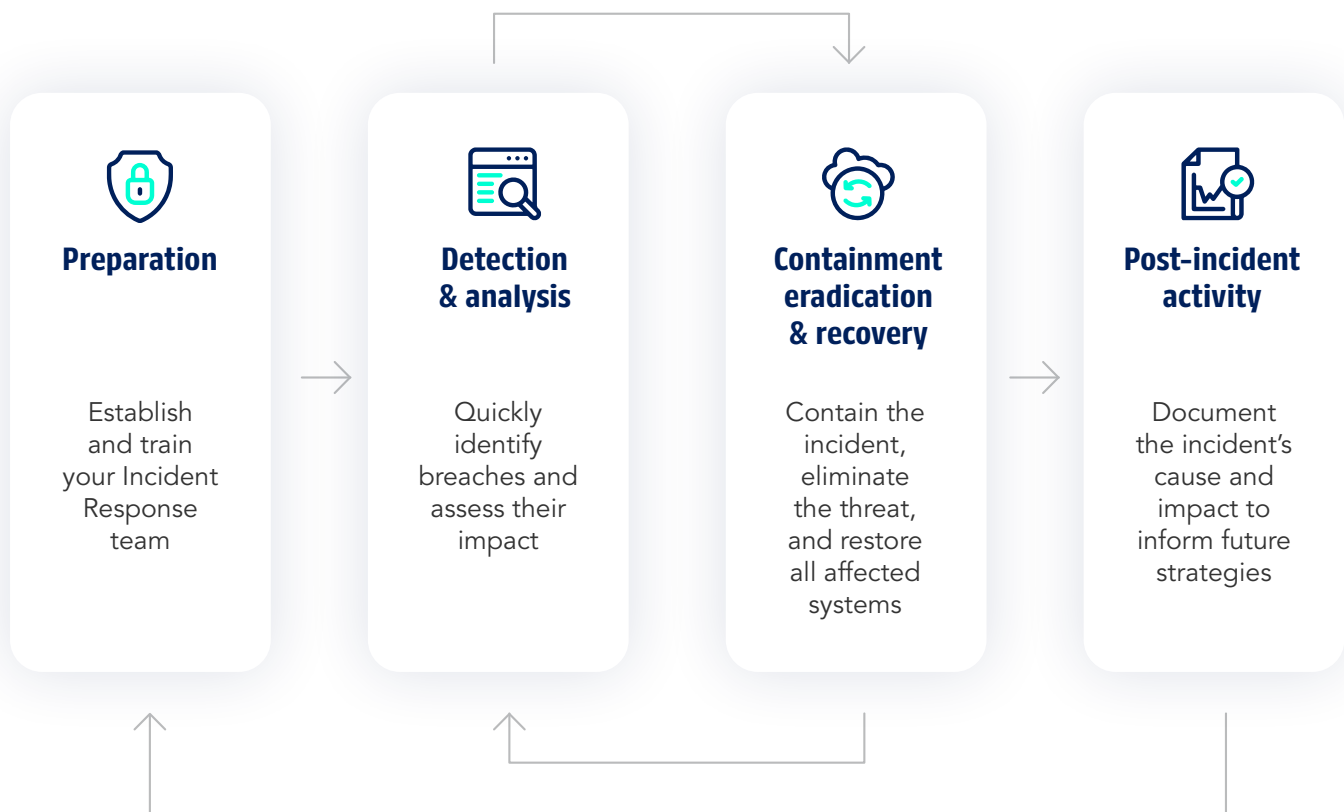 Preparation
Establish
and train
your Incident
Response
team
Detection
& analysis
Quickly
identify
breaches and
assess their
impact
Containment
eradication
& recovery
Contain the
incident,
eliminate
the threat,
and restore
all affected
systems
Post-incident
activity
Document
the incident’s
cause and
impact to
inform future
strategies